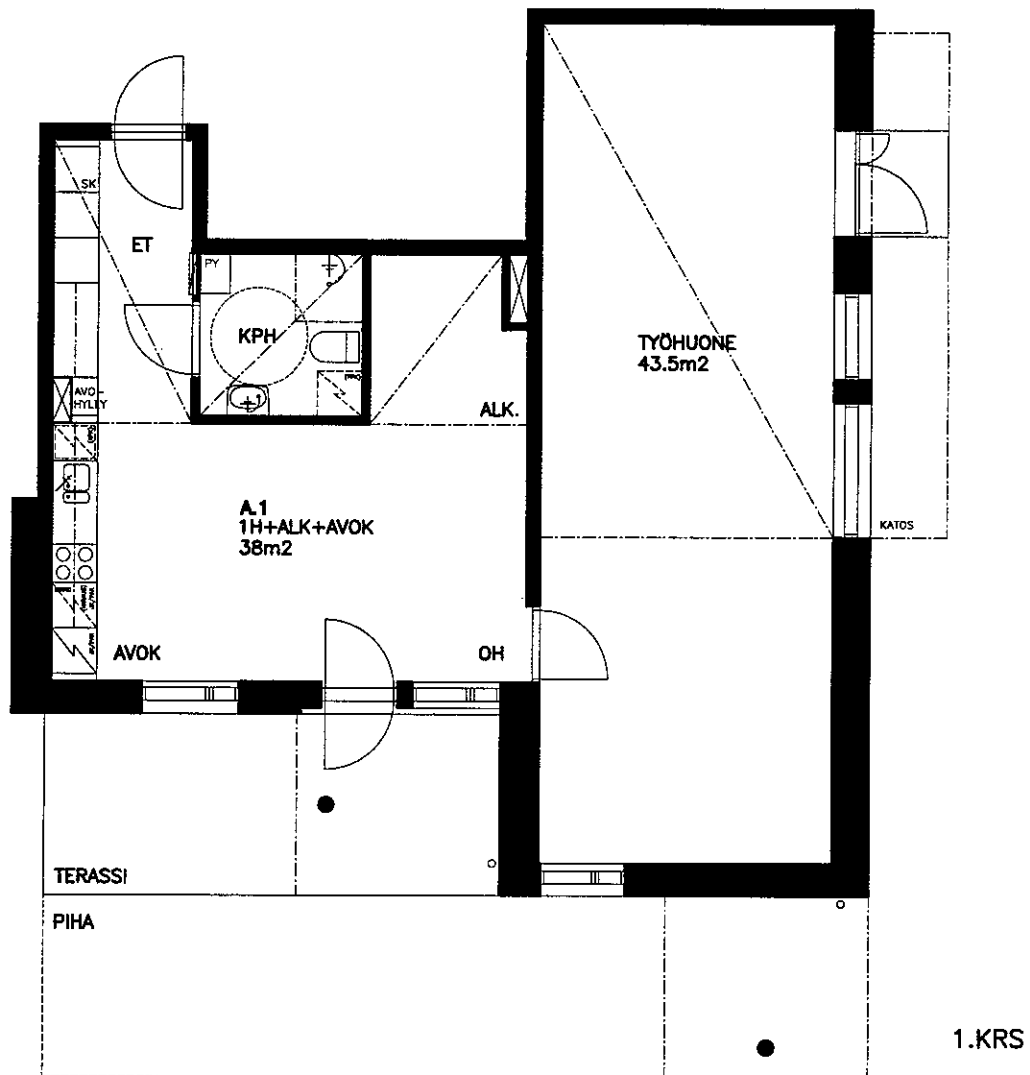 SK
ET
PY
KPH
TYÖHUONE
43.5m2
AVO-
HYLLY
ALK.
A.1
1H+ALK+AVOK
38m2
KATOS
AVOK
OH
TERASSI
PIHA
1.KRS